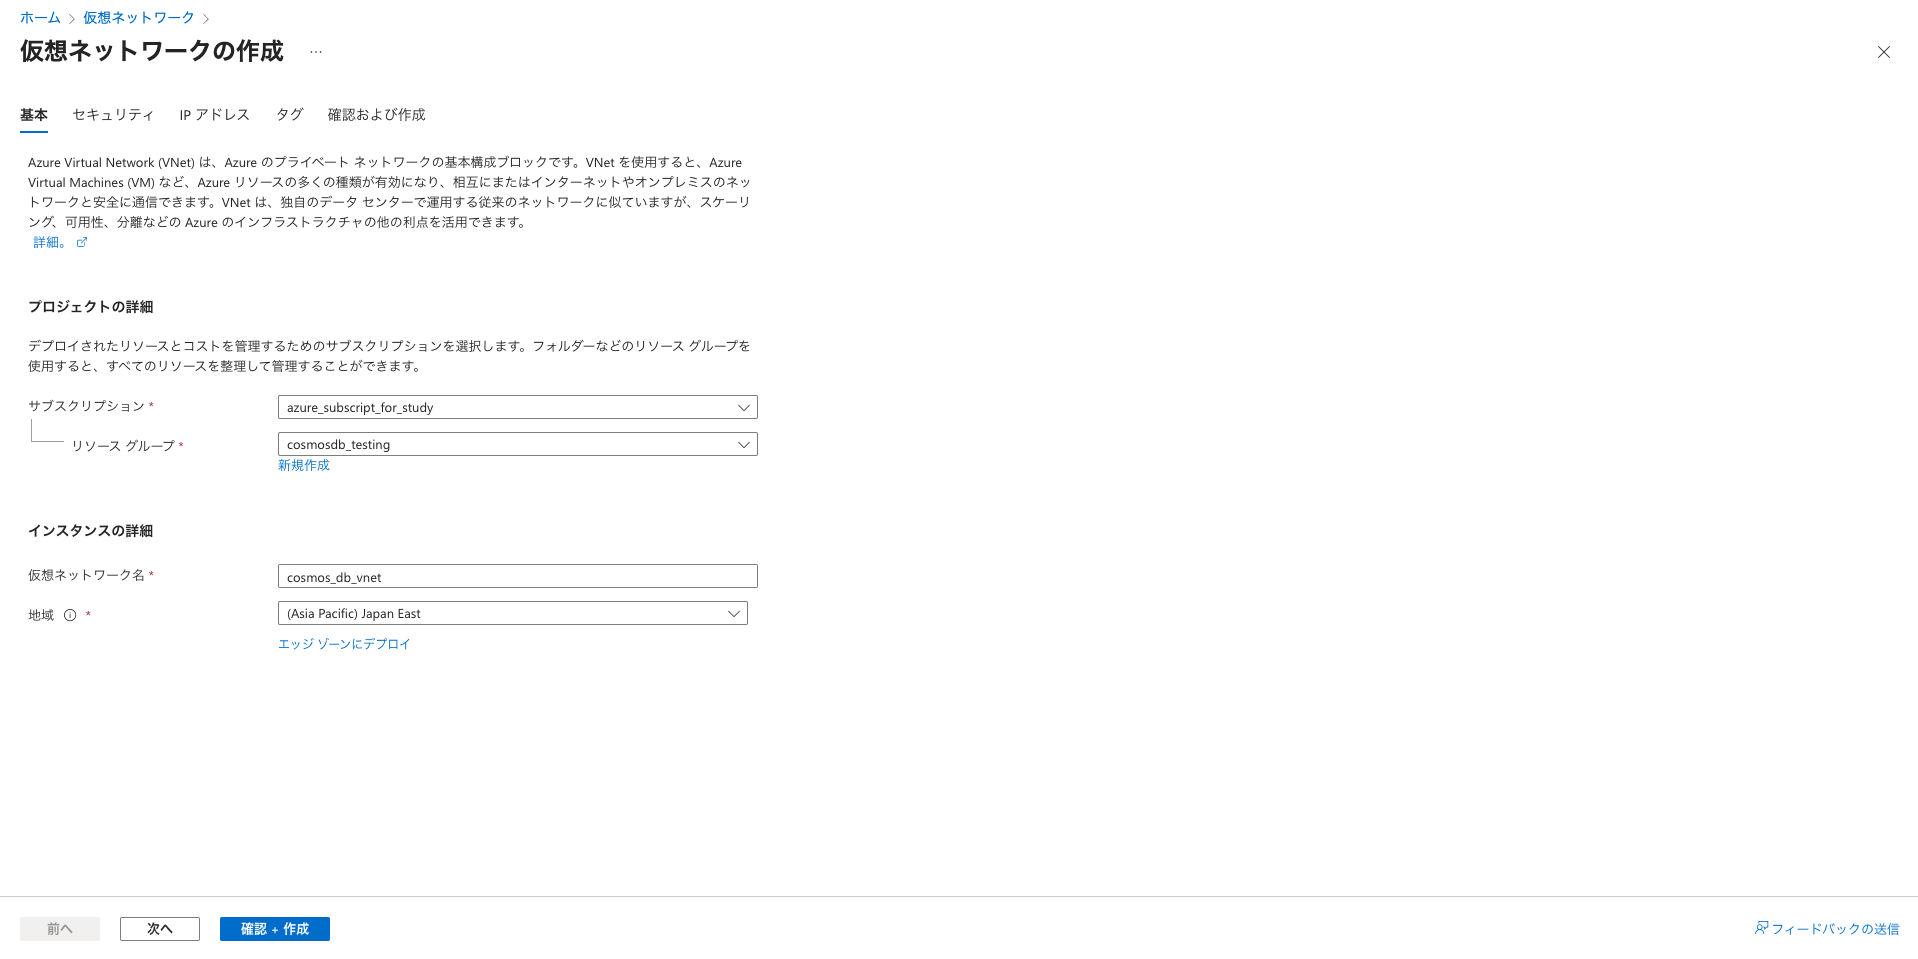 ホーム > 仮想ネットワーク >
仮想ネットワークの作成 …
基本 セキュリティ IP アドレス タグ 確認および作成
Azure Virtual Network (VNet) は、Azure のプライベート ネットワークの基本構成ブロックです。VNet を使用すると、Azure
Virtual Machines (VM) など、Azure リソースの多くの種類が有効になり、相互にまたはインターネットやオンプレミスのネッ
トワークと安全に通信できます。VNet は、独自のデータ センターで運用する従来のネットワークに似ていますが、スケーリ
ング、可用性、分離などの Azure のインフラストラクチャの他の利点を活用できます。
詳細。
プロジェクトの詳細
デプロイされたリソースとコストを管理するためのサブスクリプションを選択します。フォルダーなどのリソース グループを
使用すると、すべてのリソースを整理して管理することができます。
サブスクリプション * azure_subscript_for_study
リソース グループ * cosmosdb_testing
新規作成
インスタンスの詳細
仮想ネットワーク名 * cosmos_db_vnet
地域 * (Asia Pacific) Japan East
エッジ ゾーンにデプロイ
前へ 次へ 確認 + 作成 フィードバックの送信